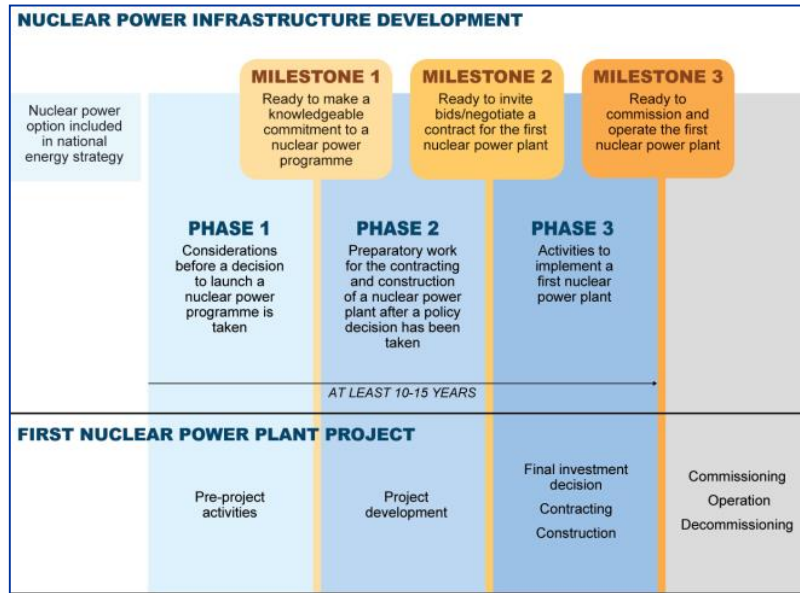 NUCLEAR POWER INFRASTRUCTURE DEVELOPMENT
Nuclear power
option included
in national
energy strategy
MILESTONE 1
Ready to make a
knowledgeable
commitment to a
nuclear power
programme
MILESTONE 2
Ready to invite
bids/negotiate a
contract for the first
nuclear power plant
MILESTONE 3
Ready to
commission and
operate the first
nuclear power plant
PHASE 1
Considerations
before a decision
to launch a
nuclear power
programme is
taken
PHASE 2
Preparatory work
for the contracting
and construction
of a nuclear power
plant after a policy
decision has been
taken
PHASE 3
Activities to
implement a
first nuclear
power plant
AT LEAST 10-15 YEARS
FIRST NUCLEAR POWER PLANT PROJECT
Pre-project
activities
Project
development
Final investment
decision
Contracting
Construction
Commissioning
Operation
Decommissioning